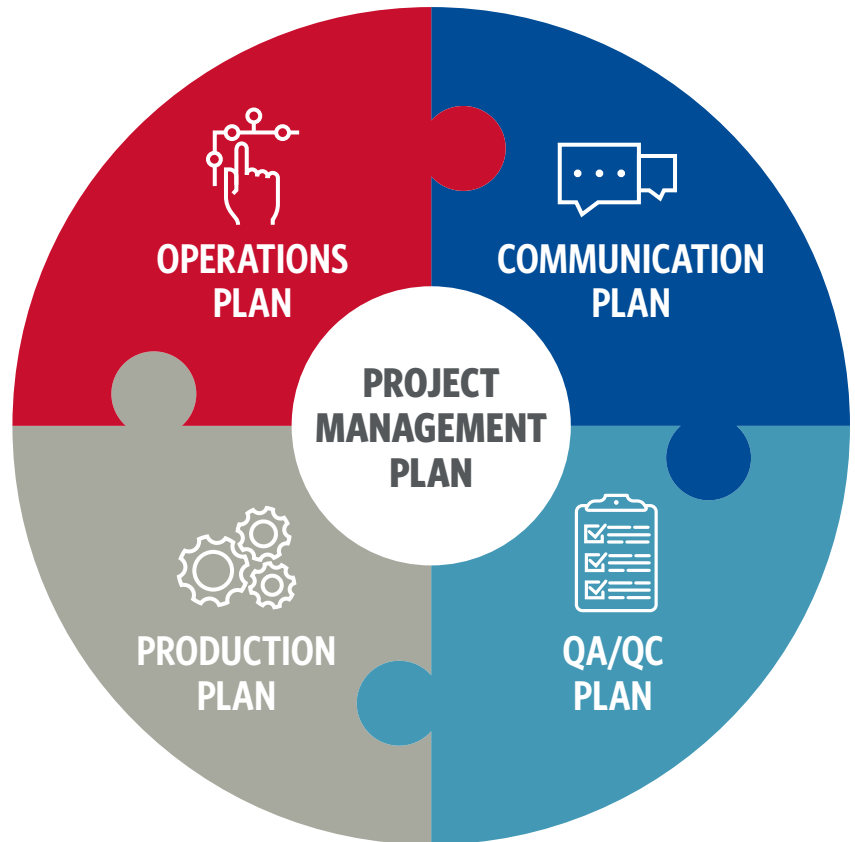 OPERATIONS
PLAN
COMMUNICATION
PLAN
PROJECT
MANAGEMENT
PLAN
PRODUCTION
PLAN
QA/QC
PLAN